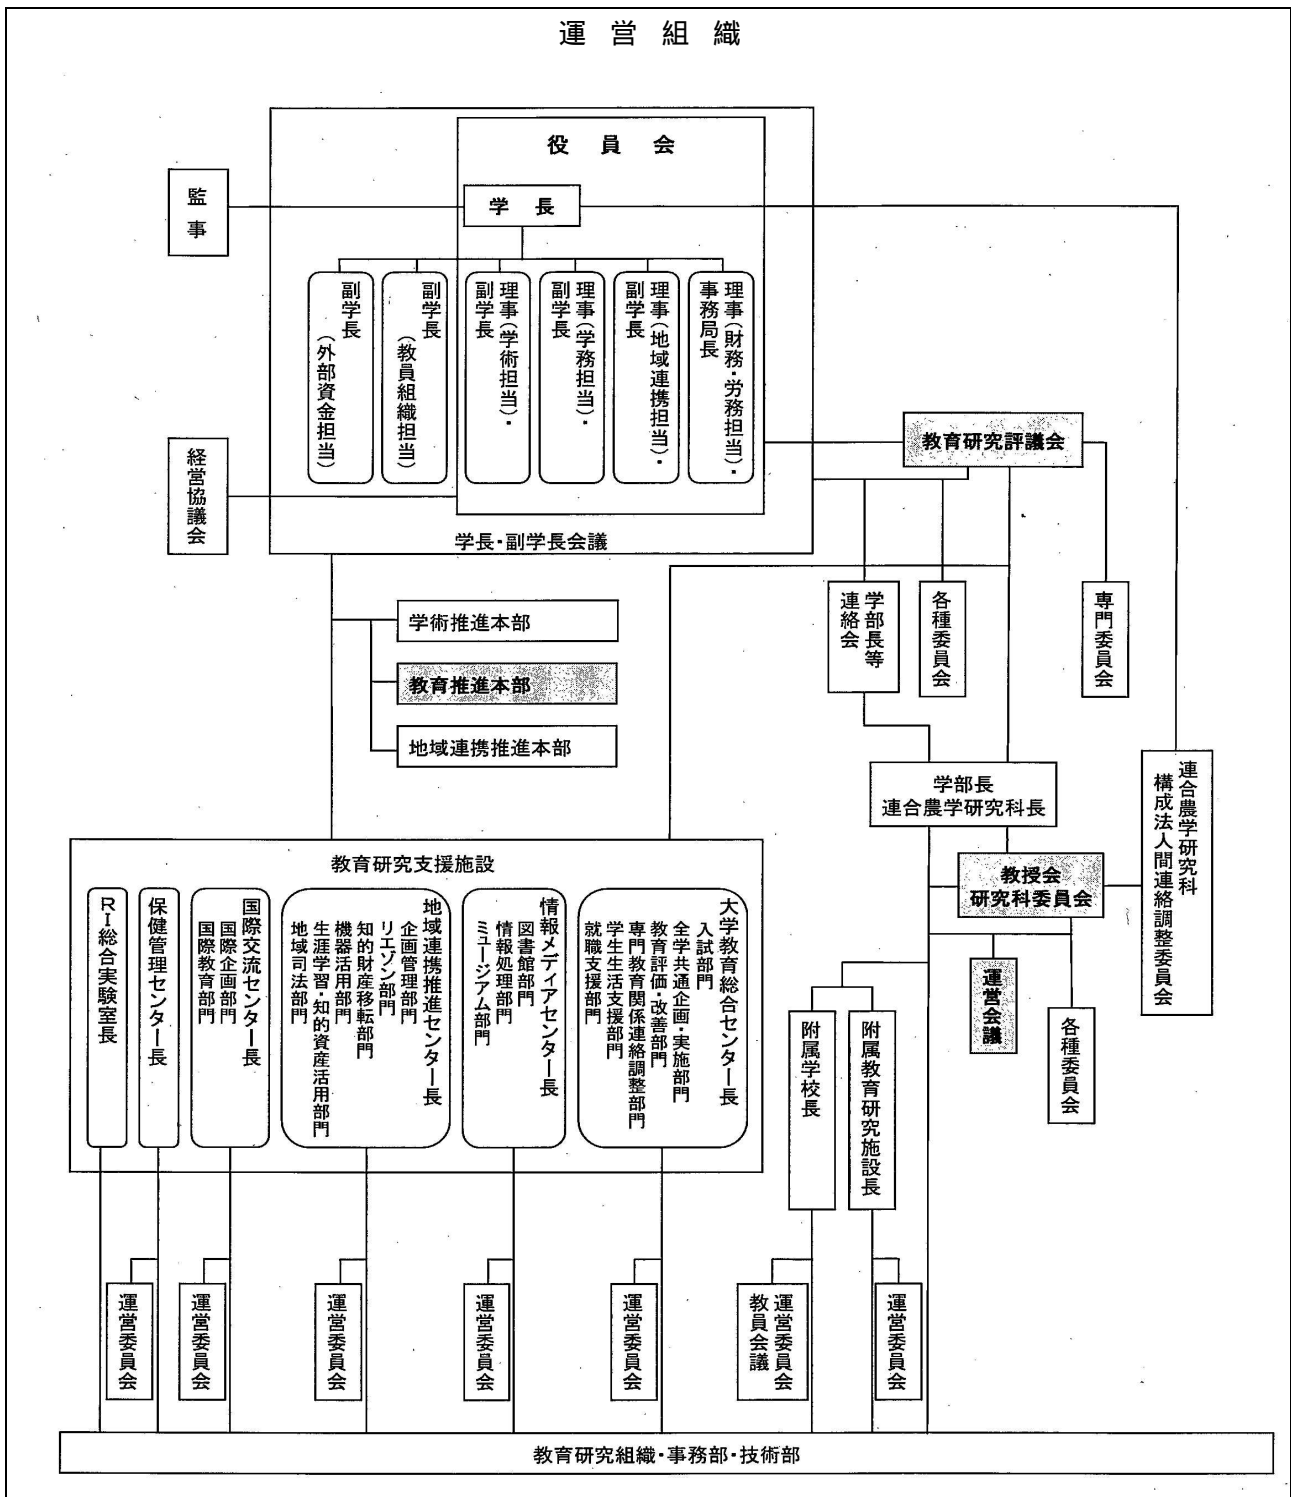 運営組織
役員会
監事
学長
副学長
(外部資金担当)
副学長
(教員組織担当)
理事(学術担当)・
副学長
理事(学務担当)・
副学長
理事(地域連携担当)・
副学長
理事(財務・労務担当)・
事務局長
教育研究評議会
経営協議会
学長・副学長会議
学部長等
連絡会
各種委員会
専門委員会
学術推進本部
教育推進本部
地域連携推進本部
学部長
連合農学研究科長
連合農学研究科
構成法人間連絡調整委員会
教授会
研究科委員会
運営会議
各種委員会
教育研究支援施設
RI総合実験室長
保健管理センター長
国際交流センター長
国際企画部門
国際教育部門
地域連携推進センター長
企画管理部門
リエゾン部門
知的財産移転部門
機器活用部門
生涯学習・知的資産活用部門
地域司法部門
情報メディアセンター長
図書館部門
情報処理部門
ミュージアム部門
大学教育総合センター長
入試部門
全学共通企画・実施部門
教育評価・改善部門
専門教育関係連絡調整部門
学生生活支援部門
就職支援部門
附属学校長
附属教育研究施設長
運営委員会
運営委員会
運営委員会
運営委員会
運営委員会
運営委員会
教員会議
運営委員会
教育研究組織・事務部・技術部